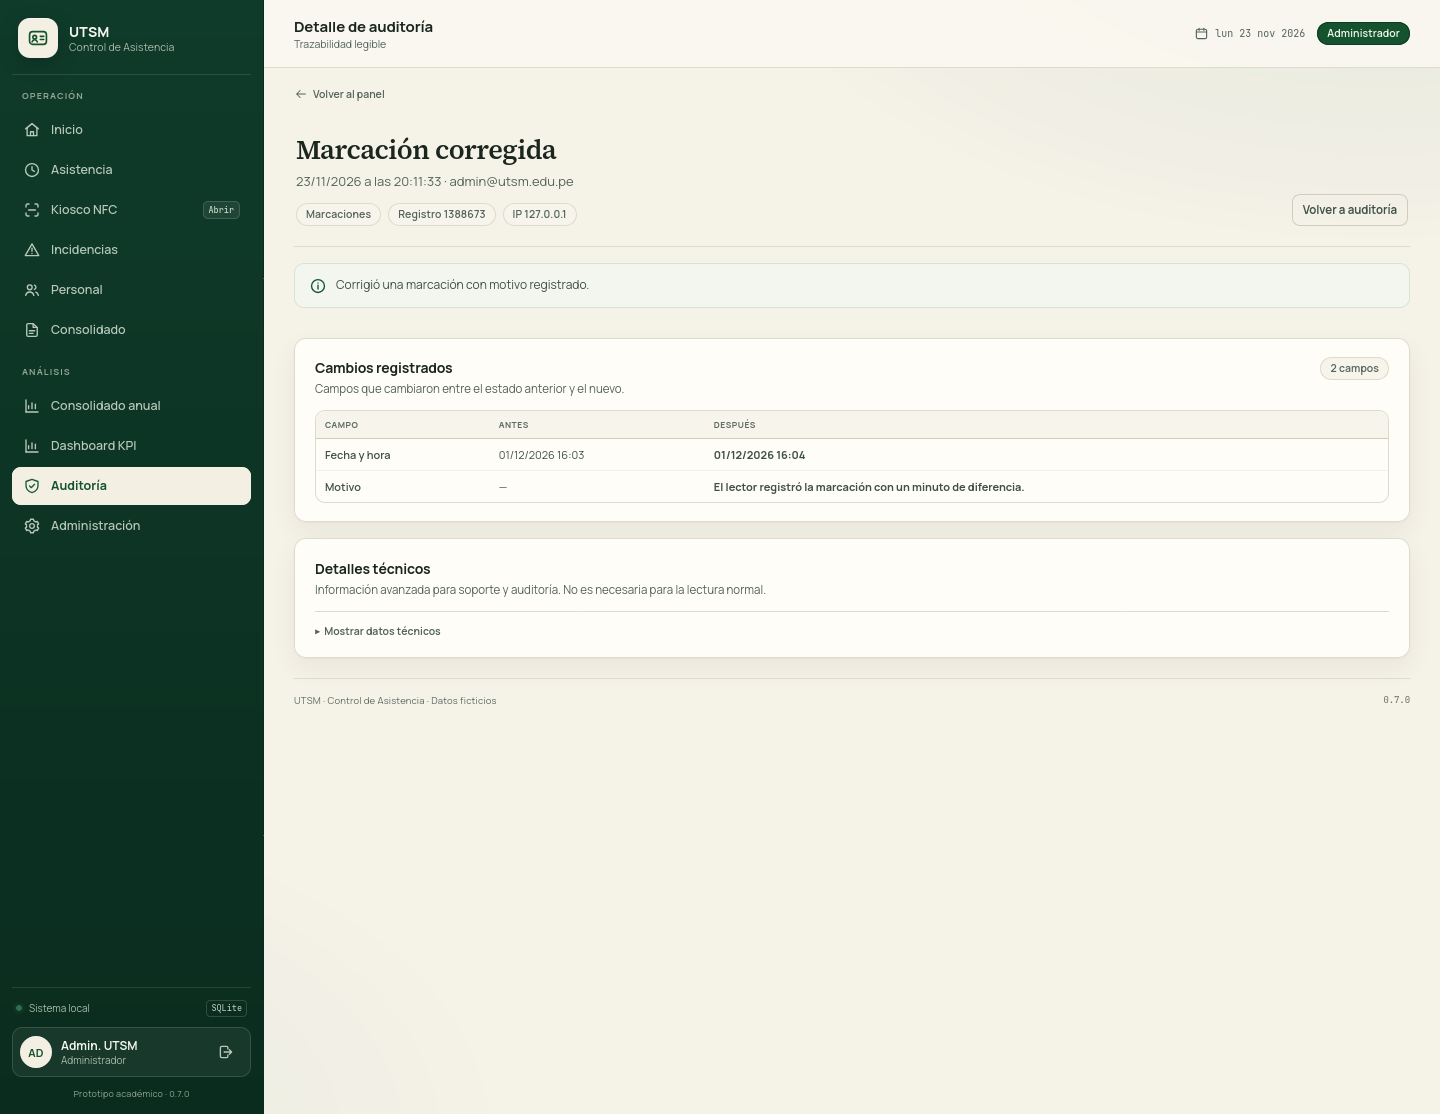 UTSM
Control de Asistencia
OPERACIÓN
Inicio
Asistencia
Kiosco NFC Abrir
Incidencias
Personal
Consolidado
ANÁLISIS
Consolidado anual
Dashboard KPI
Auditoría
Administración
Sistema local SQLite
AD
Admin. UTSM
Administrador
Prototipo académico · 0.7.0
Detalle de auditoría
Trazabilidad legible
lun 23 nov 2026 Administrador
Volver al panel
Marcación corregida
23/11/2026 a las 20:11:33 · admin@utsm.edu.pe
Marcaciones Registro 1388673 IP 127.0.0.1
Volver a auditoría
Corrigió una marcación con motivo registrado.
Cambios registrados
2 campos
Campos que cambiaron entre el estado anterior y el nuevo.
CAMPO ANTES DESPUÉS
Fecha y hora 01/12/2026 16:03 01/12/2026 16:04
Motivo — El lector registró la marcación con un minuto de diferencia.
Detalles técnicos
Información avanzada para soporte y auditoría. No es necesaria para la lectura normal.
▸ Mostrar datos técnicos
UTSM · Control de Asistencia · Datos ficticios 0.7.0